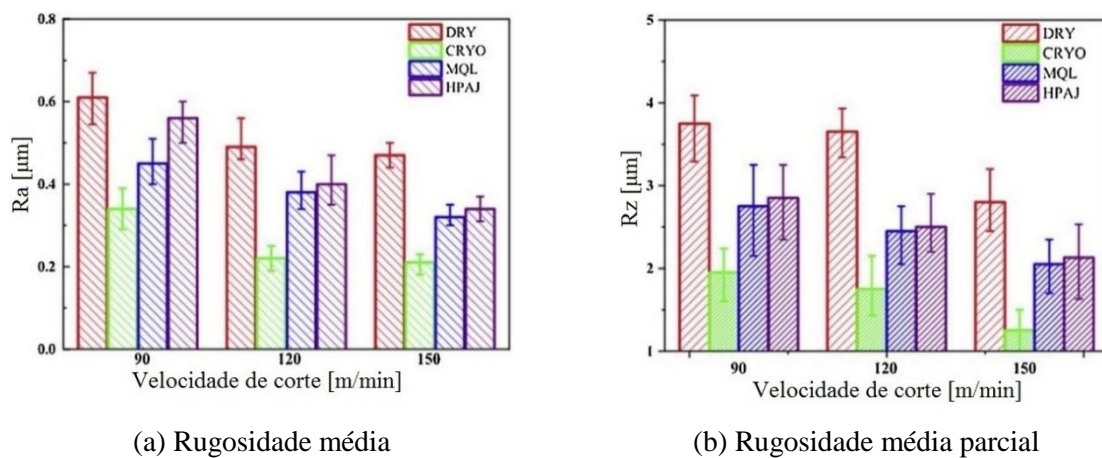 0.8
0.6
0.4
0.2
0.0
Ra [µm]
DRY
CRYO
MQL
HPAJ
90 120 150
Velocidade de corte [m/min]
(a) Rugosidade média
5
4
3
2
1
Rz [µm]
DRY
CRYO
MQL
HPAJ
90 120 150
Velocidade de corte [m/min]
(b) Rugosidade média parcial